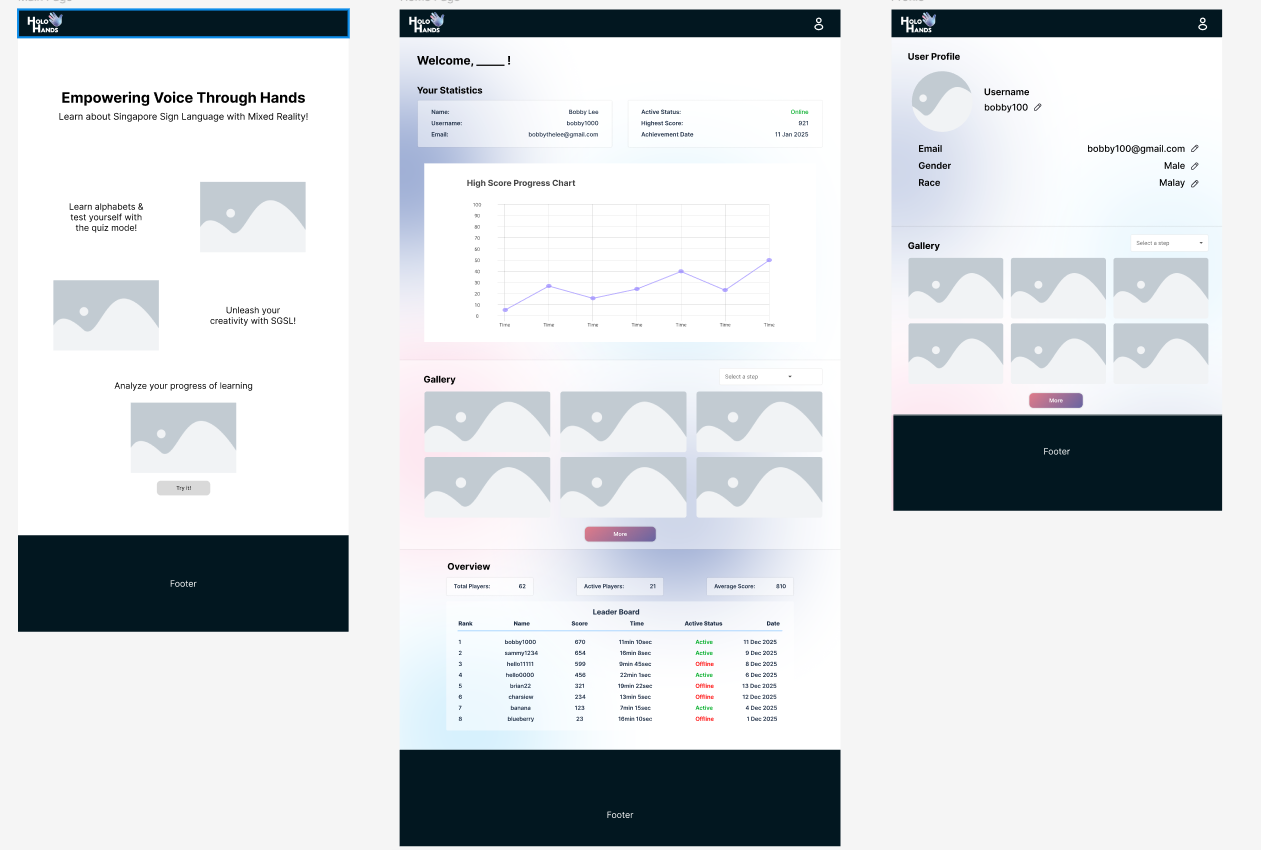 Home Page
HOLO
HANDS
Empowering Voice Through Hands
Learn about Singapore Sign Language with Mixed Reality!
Learn alphabets &
test yourself with
the quiz mode!
Unleash your
creativity with SGSL!
Analyze your progress of learning
Try it!
Footer
HOLO
HANDS
Welcome, _____ !
Your Statistics
Name: Bobby Lee
Username: bobby1000
Email: bobbythelee@gmail.com
Active Status: Online
Highest Score: 921
Achievement Date 11 Jan 2025
High Score Progress Chart
100
90
80
70
60
50
40
30
20
10
0
Time Time Time Time Time Time Time
Gallery
Select a step
More
Overview
Total Players: 62
Active Players: 21
Average Score: 810
Leader Board
Rank Name Score Time Active Status Date
1 bobby1000 670 11min 10sec Active 11 Dec 2025
2 sammy1234 654 16min 8sec Active 9 Dec 2025
3 hello11111 599 9min 45sec Offline 8 Dec 2025
4 hello0000 456 22min 1sec Active 6 Dec 2025
5 brian22 321 19min 22sec Offline 13 Dec 2025
6 charsiew 234 13min 5sec Offline 12 Dec 2025
7 banana 123 7min 15sec Active 4 Dec 2025
8 blueberry 23 16min 10sec Offline 1 Dec 2025
Footer
HOLO
HANDS
User Profile
Username
bobby100
Email bobby100@gmail.com
Gender Male
Race Malay
Gallery
Select a step
More
Footer